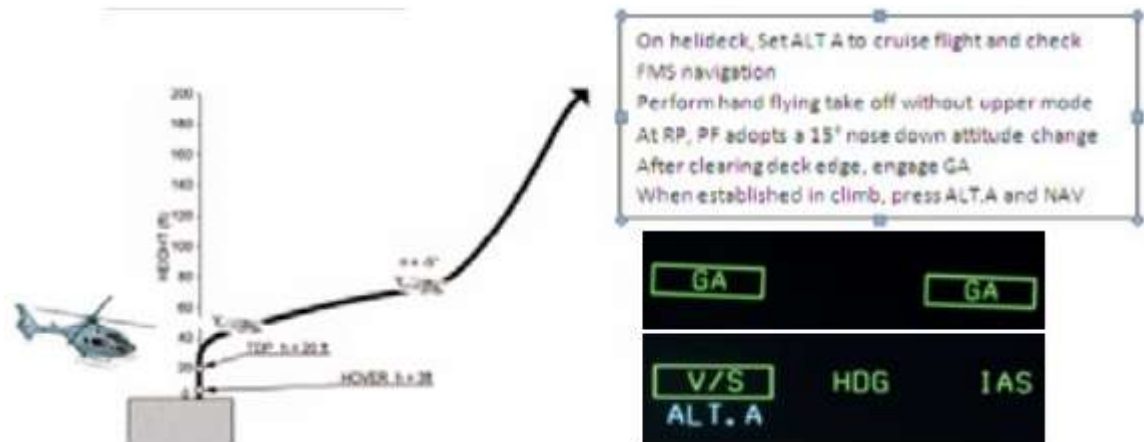 On helideck, Set ALT A to cruise flight and check
FMS navigation
Perform hand flying take off without upper mode
At RP, PF adopts a 15° nose down attitude change
After clearing deck edge, engage GA
When established in climb, press ALT.A and NAV
HEIGHT (ft)
200
180
160
140
120
100
80
60
40
20
0
TDP h = 20 ft
HOVER h = 3ft
GA GA
V/S HDG IAS
ALT.A